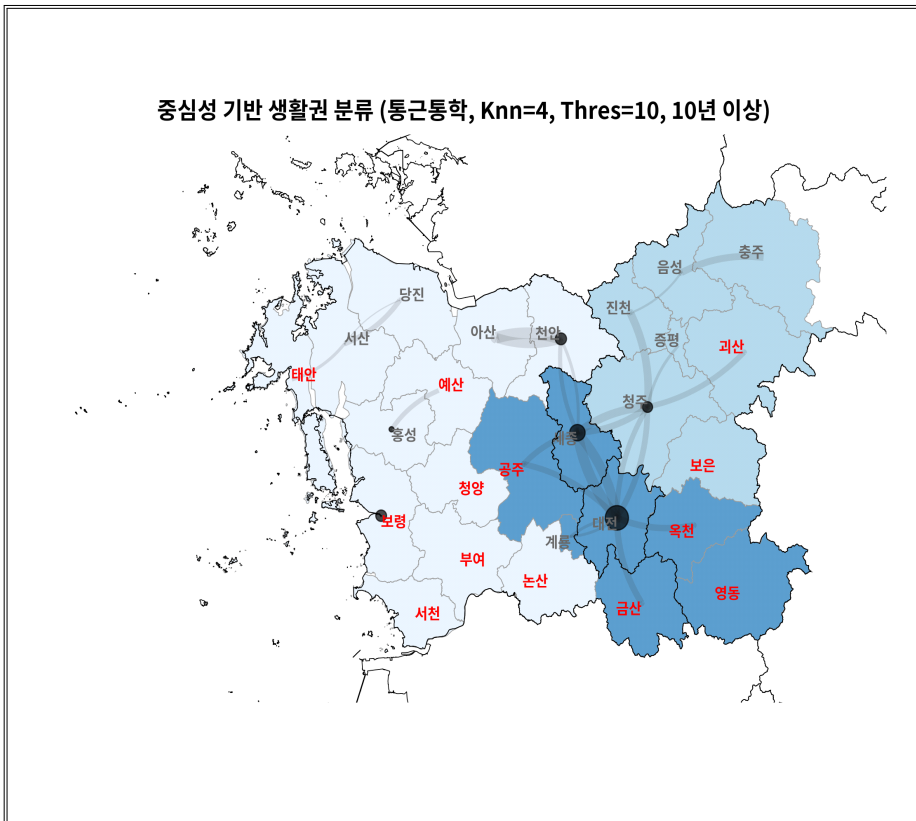 중심성 기반 생활권 분류 (통근통학, Knn=4, Thres=10, 10년 이상)
충주
음성
당진
진천
아산
천안
서산
증평
괴산
태안
예산
청주
홍성
세종
보은
공주
청양
보령
대전
옥천
계룡
부여
논산
영동
금산
서천